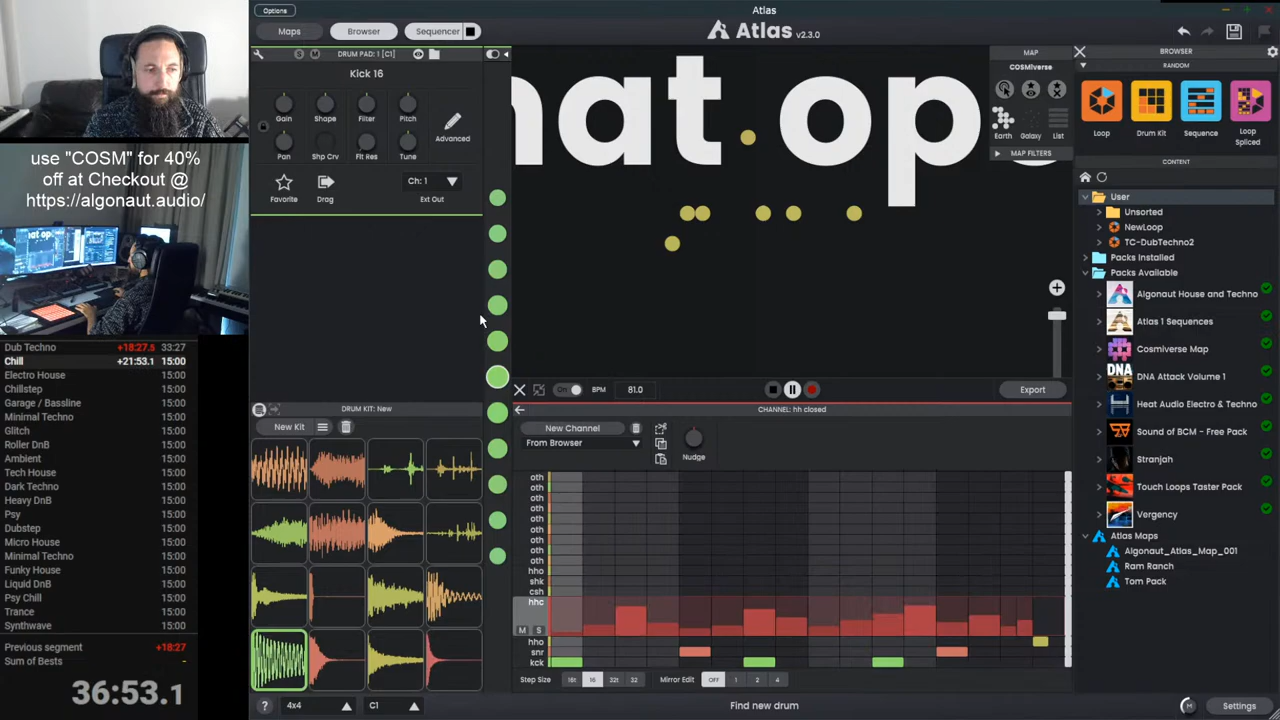 Options
Atlas
Maps
Browser
Sequencer
Atlas v2.3.0
DRUM PAD: 1 [C1]
Kick 16
Gain
Shape
Filter
Pitch
Advanced
Pan
Shp Crv
Flt Res
Tune
Favorite
Drag
Ch: 1
Ext Out
hat op
MAP
COSMIverse
Earth
Galaxy
List
MAP FILTERS
BROWSER
RANDOM
Loop
Drum Kit
Sequence
Loop Spliced
CONTENT
User
Unsorted
NewLoop
TC-DubTechno2
Packs Installed
Packs Available
Algonaut House and Techno
Atlas 1 Sequences
Cosmiverse Map
DNA Attack Volume 1
Heat Audio Electro & Techno
Sound of BCM - Free Pack
Stranjah
Touch Loops Taster Pack
Vergency
Atlas Maps
Algonaut_Atlas_Map_001
Ram Ranch
Tom Pack
use "COSM" for 40%
off at Checkout @
https://algonaut.audio/
Dub Techno +18:27.5 33:27
Chill +21:53.1 15:00
Electro House 15:00
Chillstep 15:00
Garage / Bassline 15:00
Minimal Techno 15:00
Glitch 15:00
Roller DnB 15:00
Ambient 15:00
Tech House 15:00
Dark DnB 15:00
Heavy DnB 15:00
Psy 15:00
Dubstep 15:00
Micro House 15:00
Minimal Techno 15:00
Funky House 15:00
Liquid DnB 15:00
Psy Chill 15:00
Trance 15:00
Synthwave 15:00
Previous segment +18:27
Sum of Bests -
36:53.1
DRUM KIT: New
New Kit
On
BPM
81.0
Export
CHANNEL: hh closed
New Channel
From Browser
Nudge
oth
oth
oth
oth
oth
oth
oth
oth
oth
hho
shk
csh
hhc
M
S
hho
snr
kck
Step Size
16t
16
32t
32
Mirror Edit
OFF
1
2
4
?
4x4
C1
Find new drum
Settings